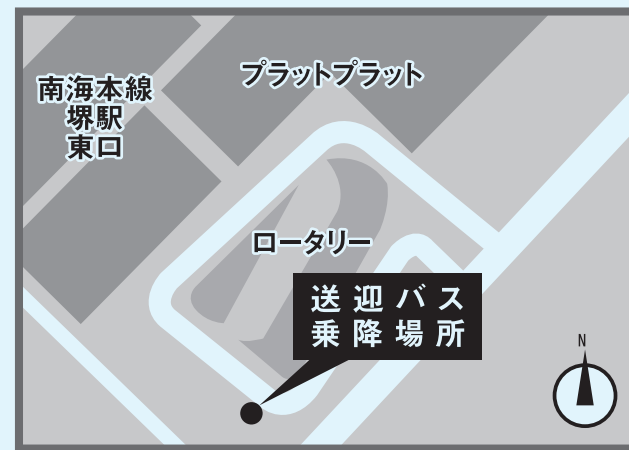 南海本線
堺駅
東口
プラットプラット
ロータリー
送迎バス
乗降場所
N